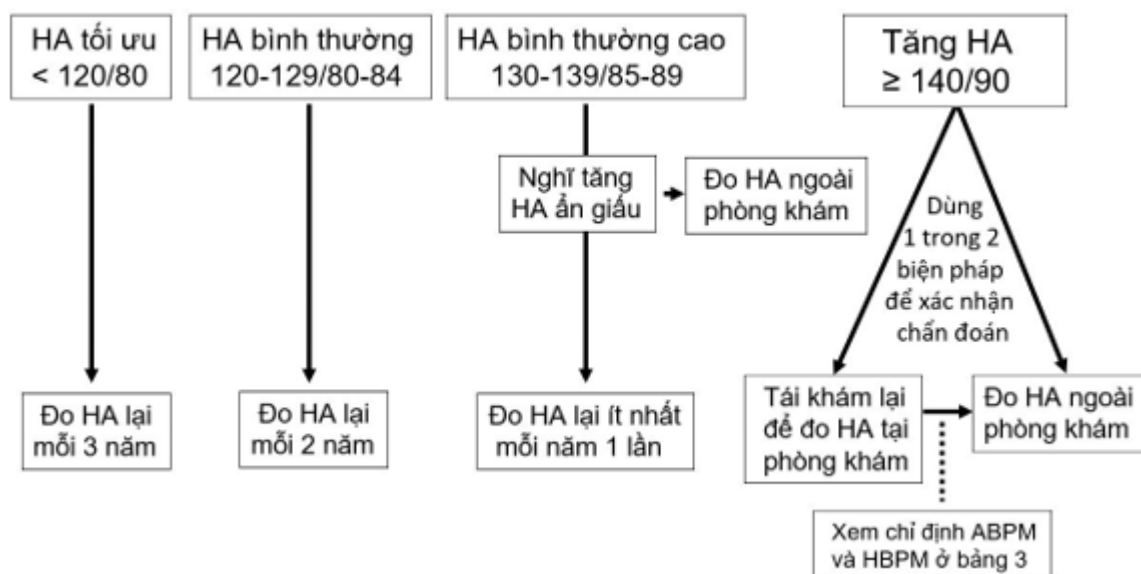 HA tối ưu
< 120/80
HA bình thường
120-129/80-84
HA bình thường cao
130-139/85-89
Tăng HA
≥ 140/90
Nghĩ tăng
HA ẩn giấu
Đo HA ngoài
phòng khám
Dùng
1 trong 2
biện pháp
để xác nhận
chẩn đoán
Đo HA lại
mỗi 3 năm
Đo HA lại
mỗi 2 năm
Đo HA lại ít nhất
mỗi năm 1 lần
Tái khám lại
để đo HA tại
phòng khám
Đo HA ngoài
phòng khám
Xem chỉ định ABPM
và HBPM ở bảng 3